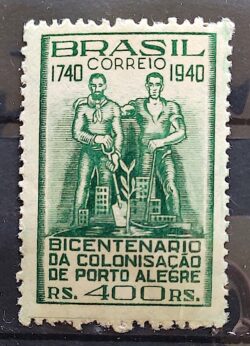 BRASIL
CORREIO
1740 1940
BICENTENARIO
DA COLONISAÇÃO
DE PORTO ALEGRE
RS. 400 RS.